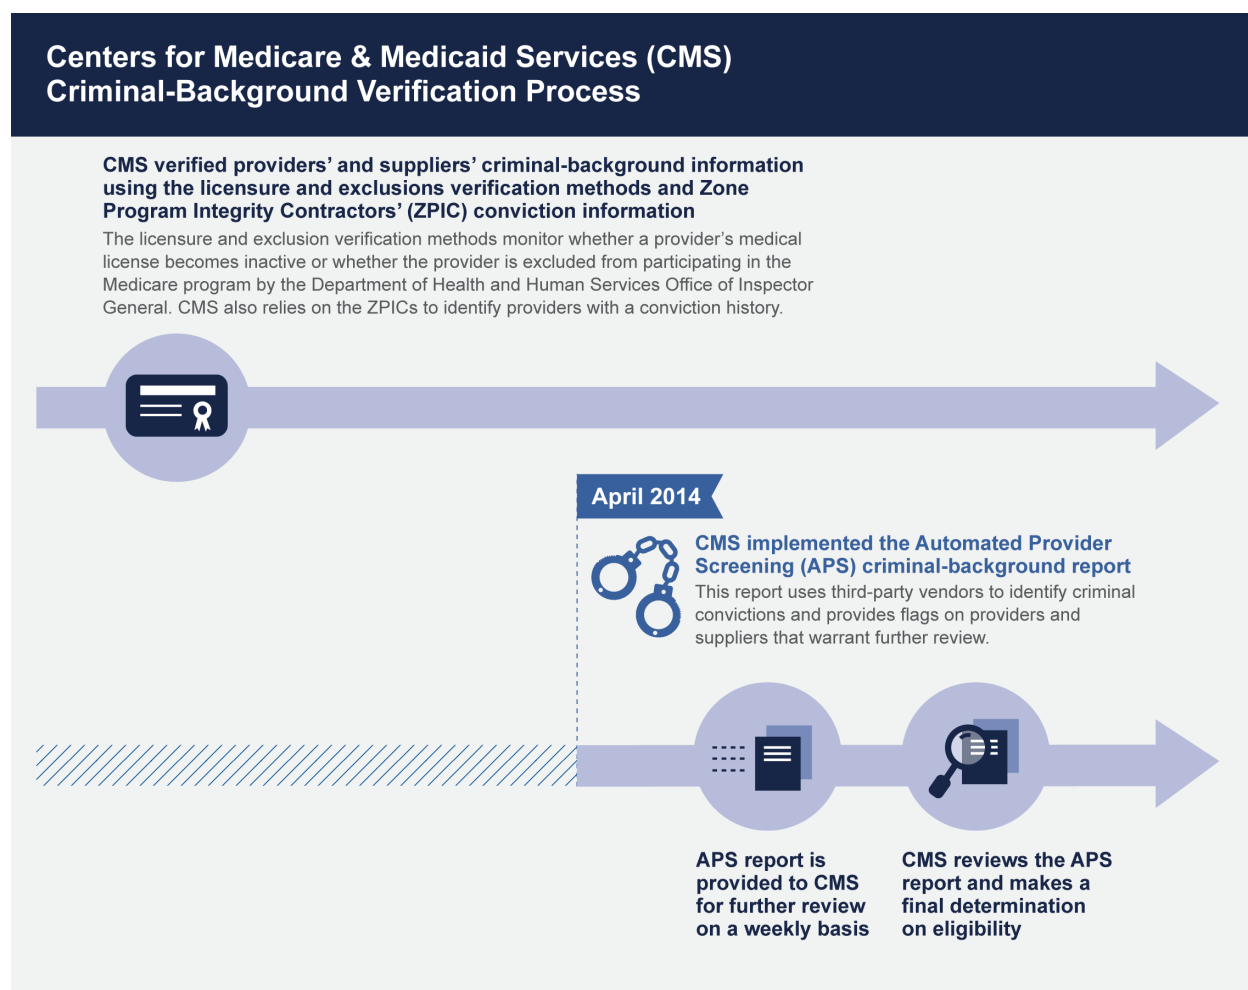 Centers for Medicare & Medicaid Services (CMS)
Criminal-Background Verification Process
CMS verified providers’ and suppliers’ criminal-background information
using the licensure and exclusions verification methods and Zone
Program Integrity Contractors’ (ZPIC) conviction information
The licensure and exclusion verification methods monitor whether a provider’s medical
license becomes inactive or whether the provider is excluded from participating in the
Medicare program by the Department of Health and Human Services Office of Inspector
General. CMS also relies on the ZPICs to identify providers with a conviction history.
April 2014
CMS implemented the Automated Provider
Screening (APS) criminal-background report
This report uses third-party vendors to identify criminal
convictions and provides flags on providers and
suppliers that warrant further review.
APS report is
provided to CMS
for further review
on a weekly basis
CMS reviews the APS
report and makes a
final determination
on eligibility